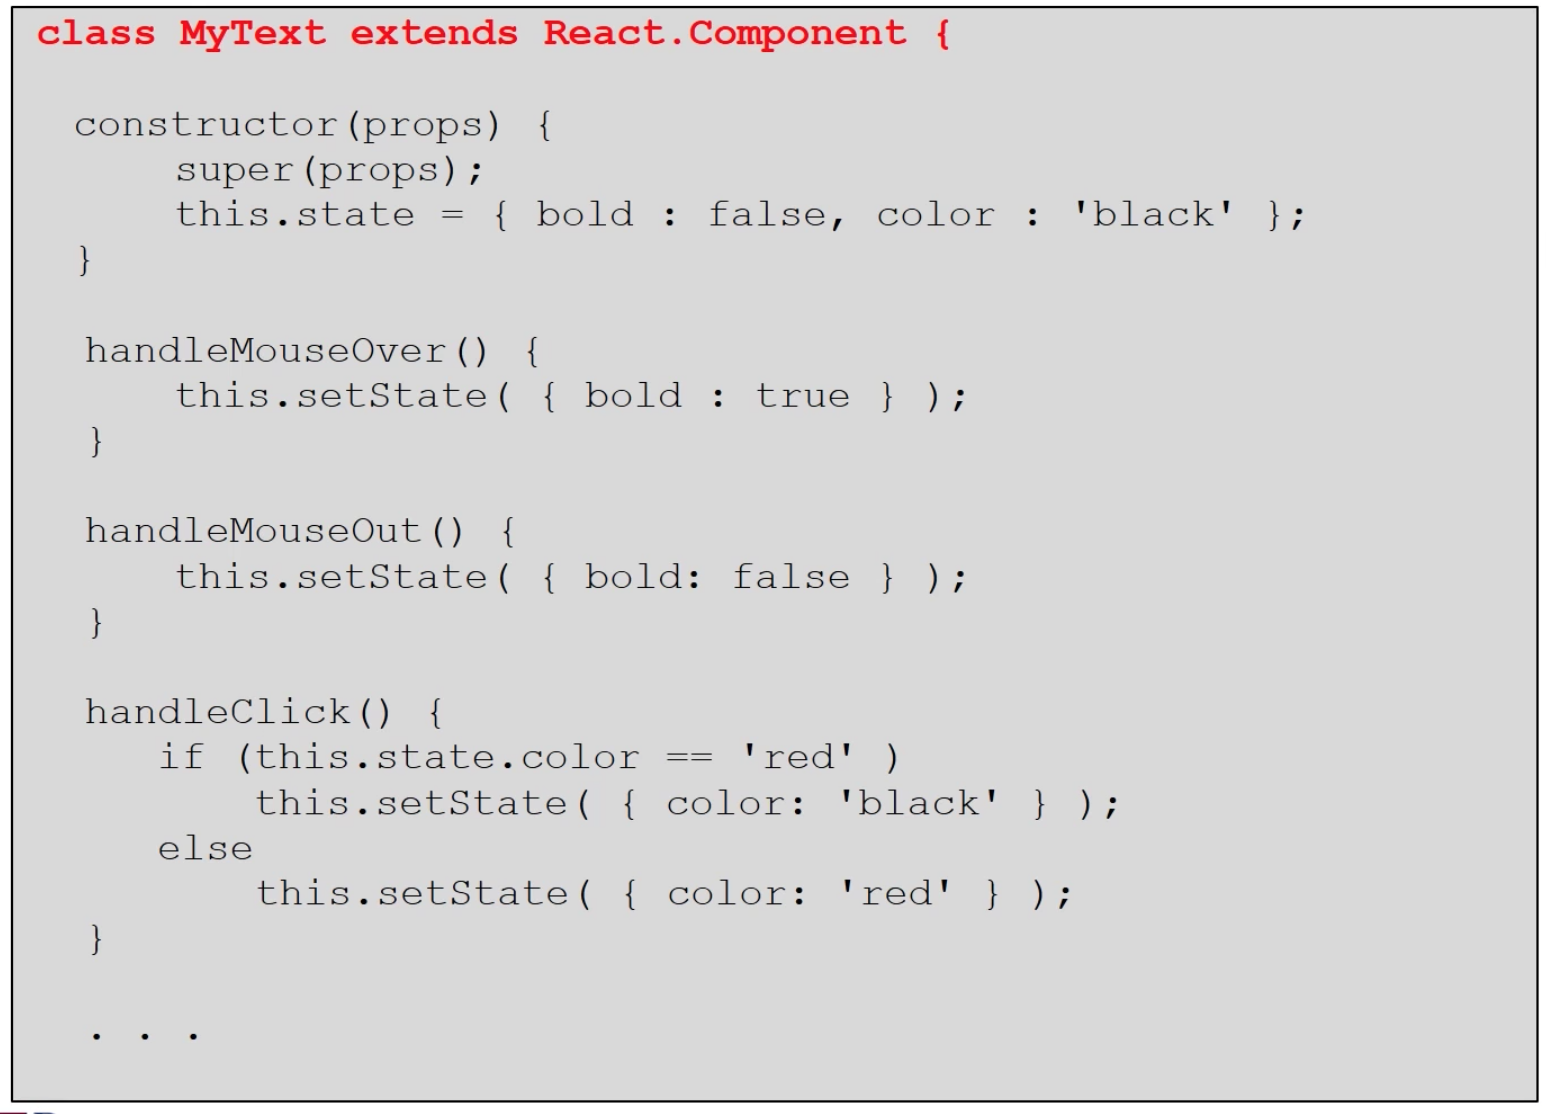 class MyText extends React.Component {
constructor(props) {
super(props);
this.state = { bold : false, color : 'black' };
}
handleMouseOver() {
this.setState( { bold : true } );
}
handleMouseOut() {
this.setState( { bold: false } );
}
handleClick() {
if (this.state.color == 'red' )
this.setState( { color: 'black' } );
else
this.setState( { color: 'red' } );
}
. . .